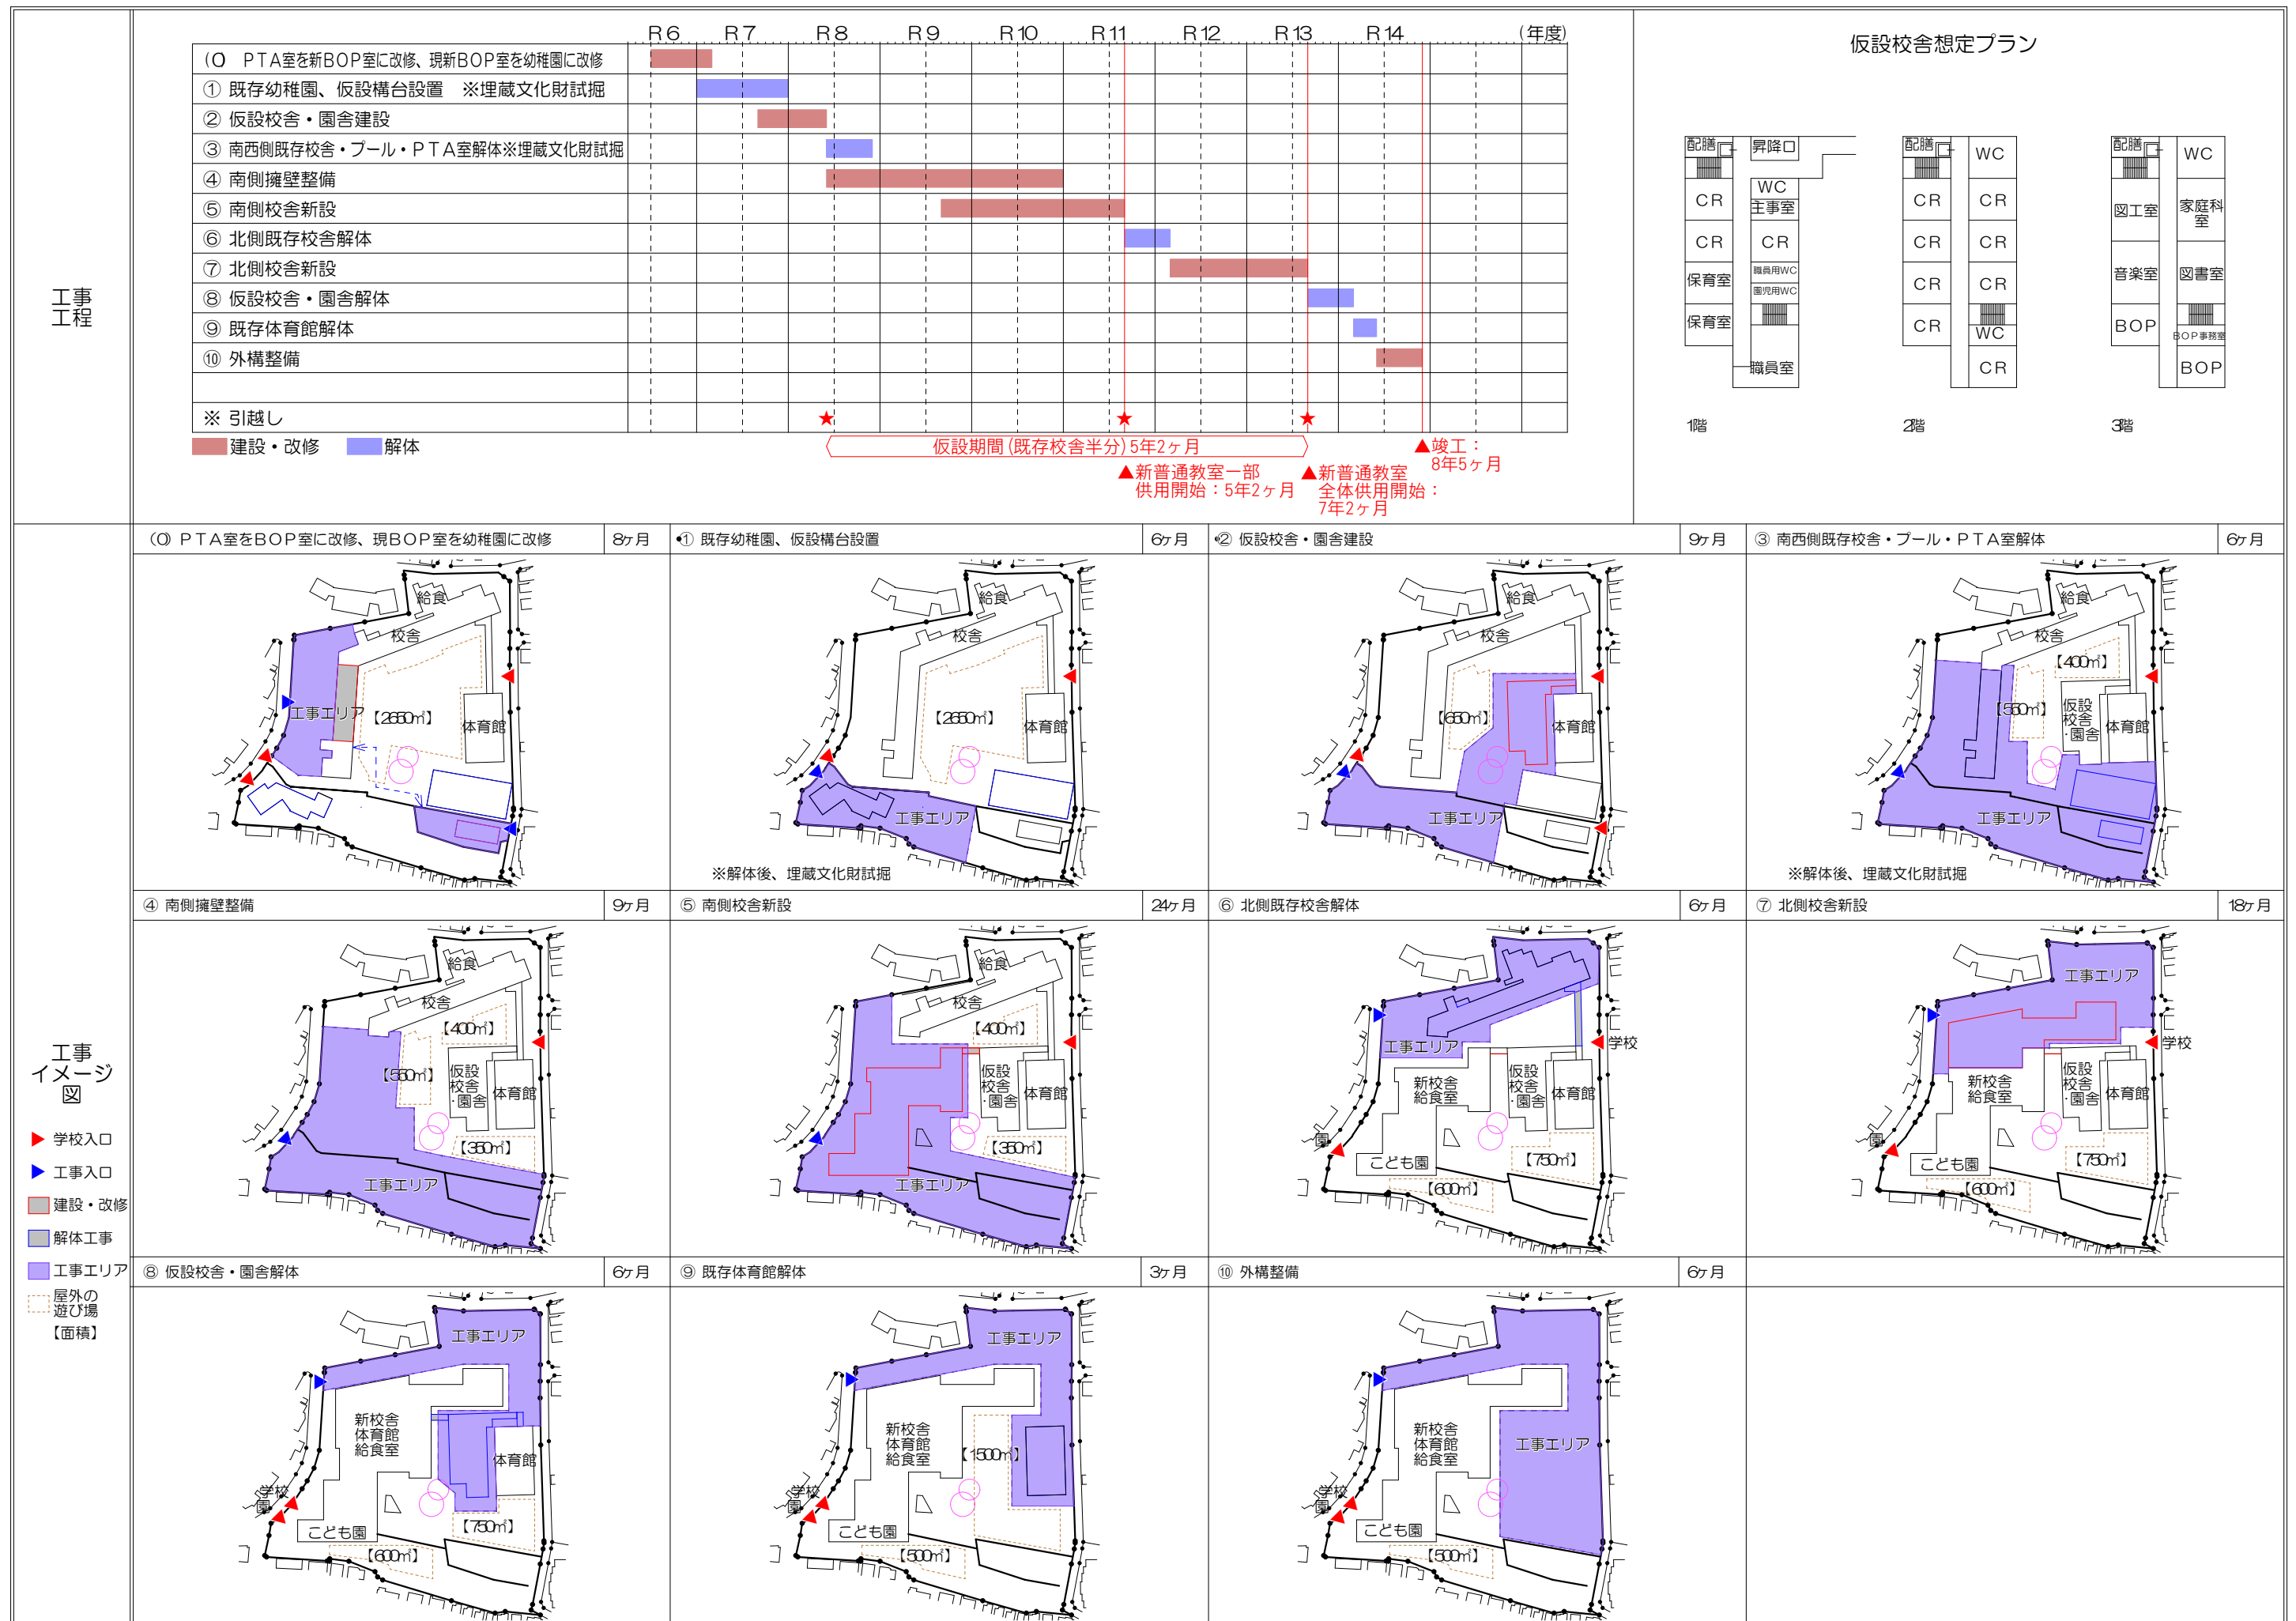 R6 R7 R8 R9 R10 R11 R12 R13 R14 (年度)
(0) PTA室を新BOP室に改修、現新BOP室を幼稚園に改修
① 既存幼稚園、仮設構台設置 ※埋蔵文化財試掘
② 仮設校舎・園舎建設
③ 南西側既存校舎・プール・PTA室解体※埋蔵文化財試掘
④ 南側擁壁整備
⑤ 南側校舎新設
⑥ 北側既存校舎解体
⑦ 北側校舎新設
⑧ 仮設校舎・園舎解体
⑨ 既存体育館解体
⑩ 外構整備
※ 引越し
建設・改修 解体
仮設期間(既存校舎半分)5年2ヶ月
▲新普通教室一部
供用開始:5年2ヶ月
▲新普通教室
全体供用開始:
7年2ヶ月
▲竣工:
8年5ヶ月
工事
工程
仮設校舎想定プラン
配膳
昇降口
WC
主事室
CR
CR
CR
保育室
職員用WC
園児用WC
保育室
職員室
1階
配膳
WC
CR
CR
CR
CR
CR
CR
CR
WC
CR
2階
配膳
WC
図工室
家庭科
室
音楽室
図書室
BOP
BOP事務室
BOP
3階
工事
イメージ
図
学校入口
工事入口
建設・改修
解体工事
工事エリア
屋外の
遊び場
【面積】
(0) PTA室をBOP室に改修、現BOP室を幼稚園に改修 8ヶ月
給食
校舎
工事エリア
【2650㎡】
体育館
① 既存幼稚園、仮設構台設置 6ヶ月
給食
校舎
【2650㎡】
体育館
工事エリア
※解体後、埋蔵文化財試掘
② 仮設校舎・園舎建設 9ヶ月
給食
校舎
【650㎡】
体育館
工事エリア
③ 南西側既存校舎・プール・PTA室解体 6ヶ月
給食
校舎
【400㎡】
【550㎡】
仮設
校舎
・園舎
体育館
工事エリア
※解体後、埋蔵文化財試掘
④ 南側擁壁整備 9ヶ月
給食
校舎
【400㎡】
【550㎡】
仮設
校舎
・園舎
体育館
【350㎡】
工事エリア
⑤ 南側校舎新設 24ヶ月
給食
校舎
【400㎡】
仮設
校舎
・園舎
体育館
【350㎡】
工事エリア
⑥ 北側既存校舎解体 6ヶ月
工事エリア
学校
新校舎
給食室
仮設
校舎
・園舎
体育館
園
こども園
【750㎡】
【600㎡】
⑦ 北側校舎新設 18ヶ月
工事エリア
学校
新校舎
給食室
仮設
校舎
・園舎
体育館
園
こども園
【750㎡】
【600㎡】
⑧ 仮設校舎・園舎解体 6ヶ月
工事エリア
新校舎
体育館
給食室
体育館
学校
園
こども園
【750㎡】
【600㎡】
⑨ 既存体育館解体 3ヶ月
工事エリア
新校舎
体育館
給食室
【1500㎡】
学校
園
こども園
【500㎡】
⑩ 外構整備 6ヶ月
新校舎
体育館
給食室
工事エリア
学校
園
こども園
【500㎡】